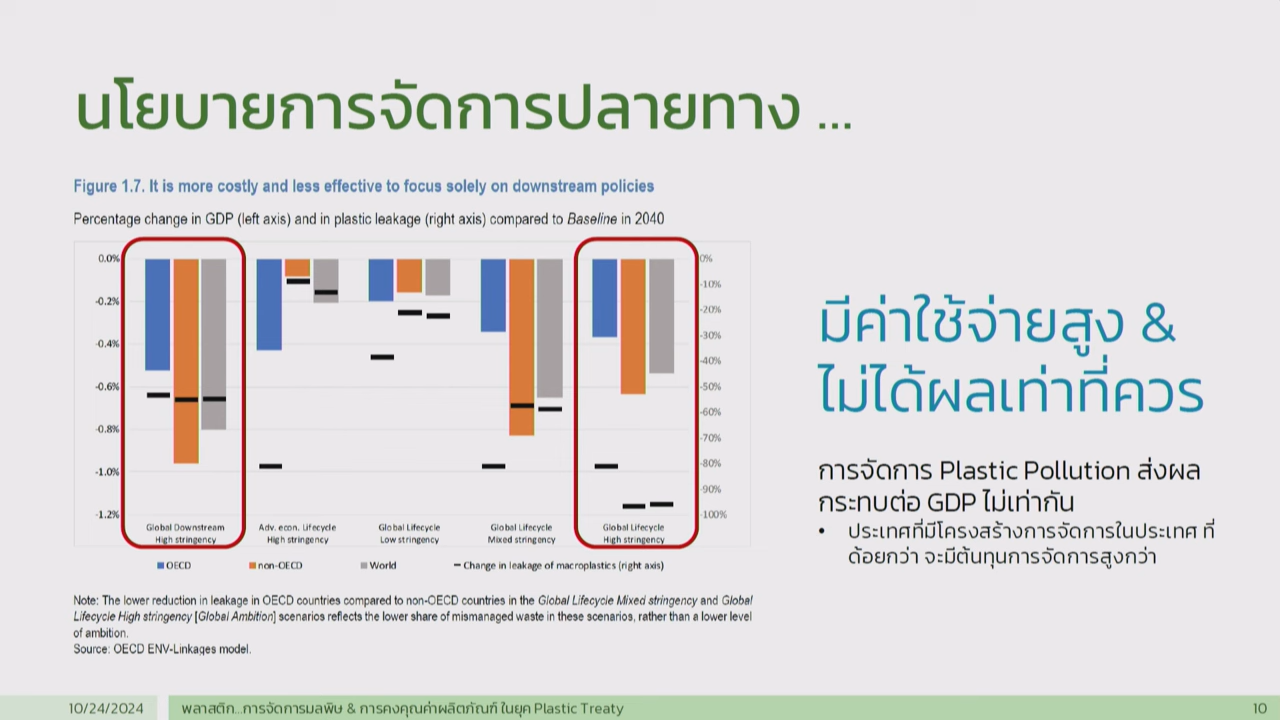 นโยบายการจัดการปลายทาง ...
Figure 1.7. It is more costly and less effective to focus solely on downstream policies
Percentage change in GDP (left axis) and in plastic leakage (right axis) compared to Baseline in 2040
0.0%
-0.2%
-0.4%
-0.6%
-0.8%
-1.0%
-1.2%
0%
-10%
-20%
-30%
-40%
-50%
-60%
-70%
-80%
-90%
-100%
Global Downstream
High stringency
Adv. econ. Lifecycle
High stringency
Global Lifecycle
Low stringency
Global Lifecycle
Mixed stringency
Global Lifecycle
High stringency
OECD non-OECD World Change in leakage of macroplastics (right axis)
Note: The lower reduction in leakage in OECD countries compared to non-OECD countries in the Global Lifecycle Mixed stringency and Global
Lifecycle High stringency [Global Ambition] scenarios reflects the lower share of mismanaged waste in these scenarios, rather than a lower level
of ambition.
Source: OECD ENV-Linkages model.
มีค่าใช้จ่ายสูง &
ไม่ได้ผลเท่าที่ควร
การจัดการ Plastic Pollution ส่งผล
กระทบต่อ GDP ไม่เท่ากัน
• ประเทศที่มีโครงสร้างการจัดการในประเทศ ที่
ด้อยกว่า จะมีต้นทุนการจัดการสูงกว่า
10/24/2024
พลาสติก...การจัดการมลพิษ & การคงคุณค่าผลิตภัณฑ์ ในยุค Plastic Treaty
10